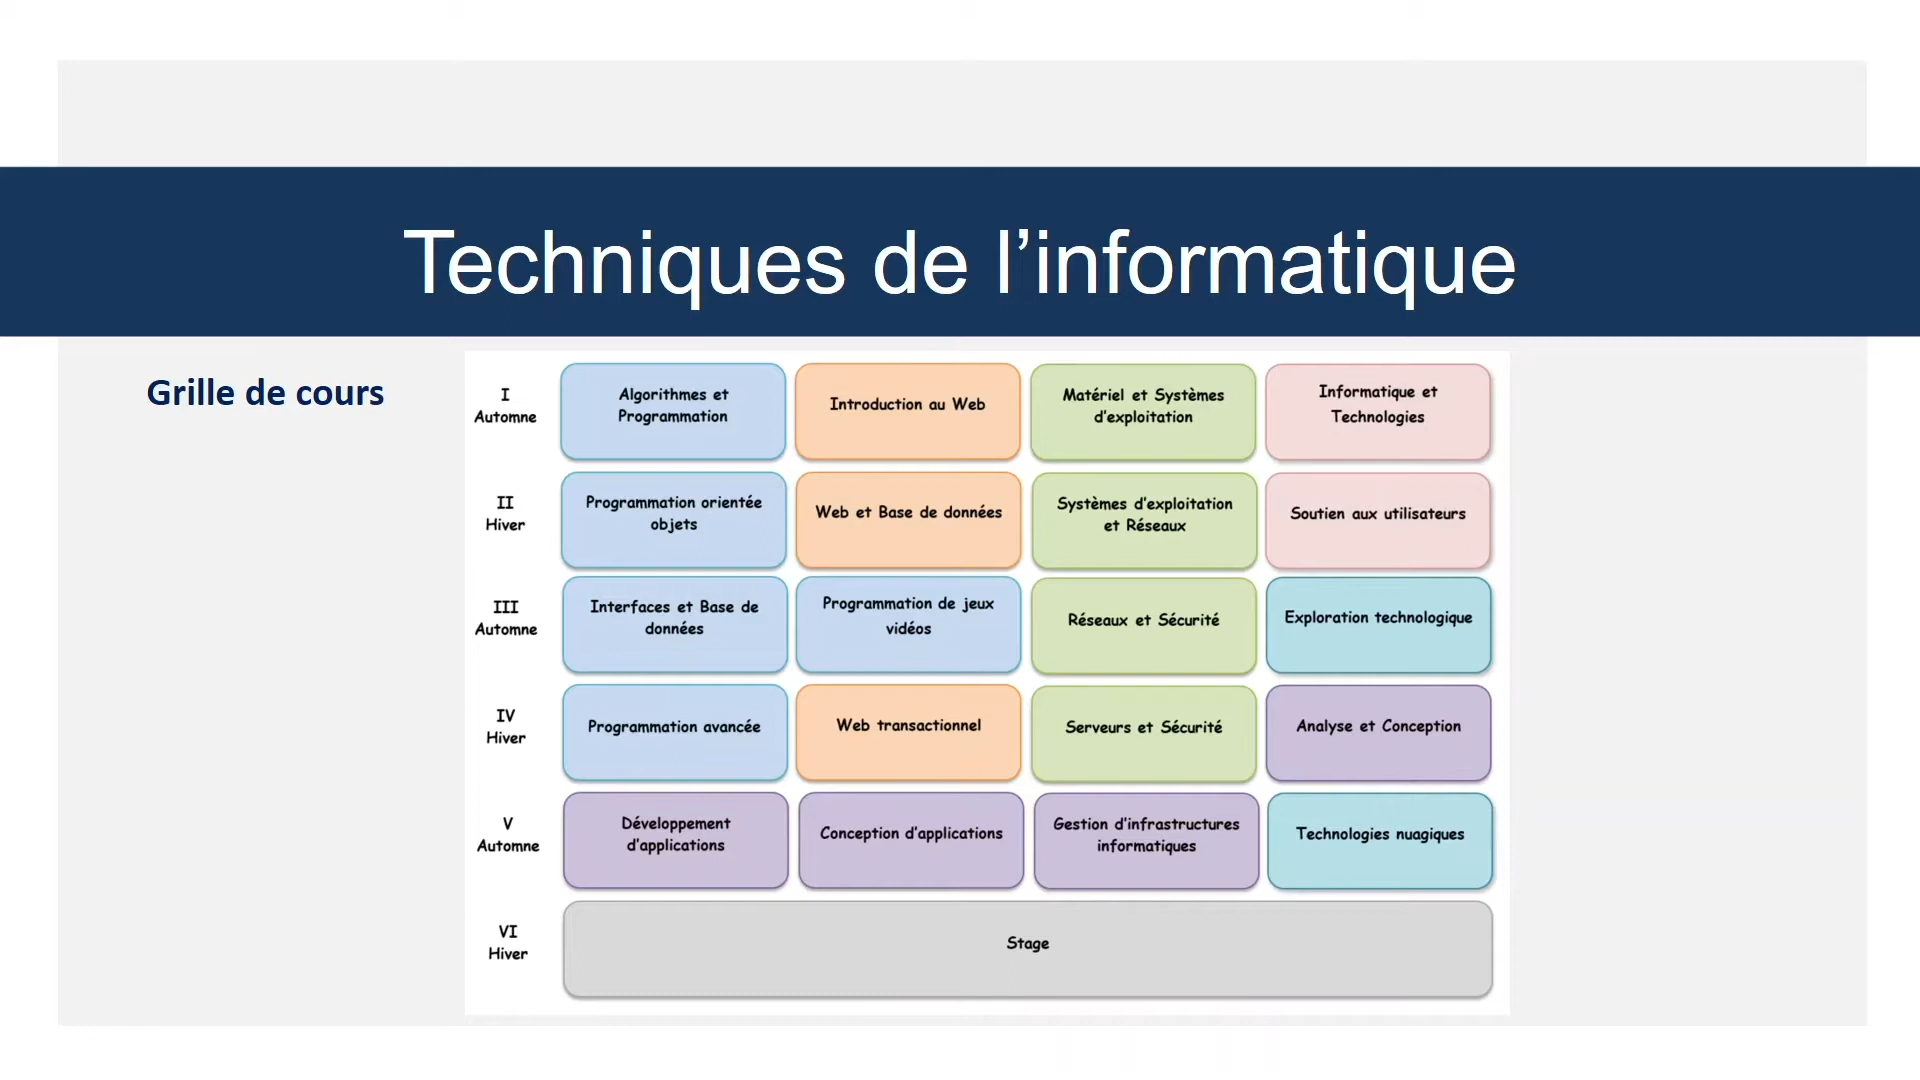 Techniques de l’informatique
Grille de cours
I
Automne
Algorithmes et
Programmation
Introduction au Web
Matériel et Systèmes
d’exploitation
Informatique et
Technologies
II
Hiver
Programmation orientée
objets
Web et Base de données
Systèmes d’exploitation
et Réseaux
Soutien aux utilisateurs
III
Automne
Interfaces et Base de
données
Programmation de jeux
vidéos
Réseaux et Sécurité
Exploration technologique
IV
Hiver
Programmation avancée
Web transactionnel
Serveurs et Sécurité
Analyse et Conception
V
Automne
Développement
d’applications
Conception d’applications
Gestion d’infrastructures
informatiques
Technologies nuagiques
VI
Hiver
Stage